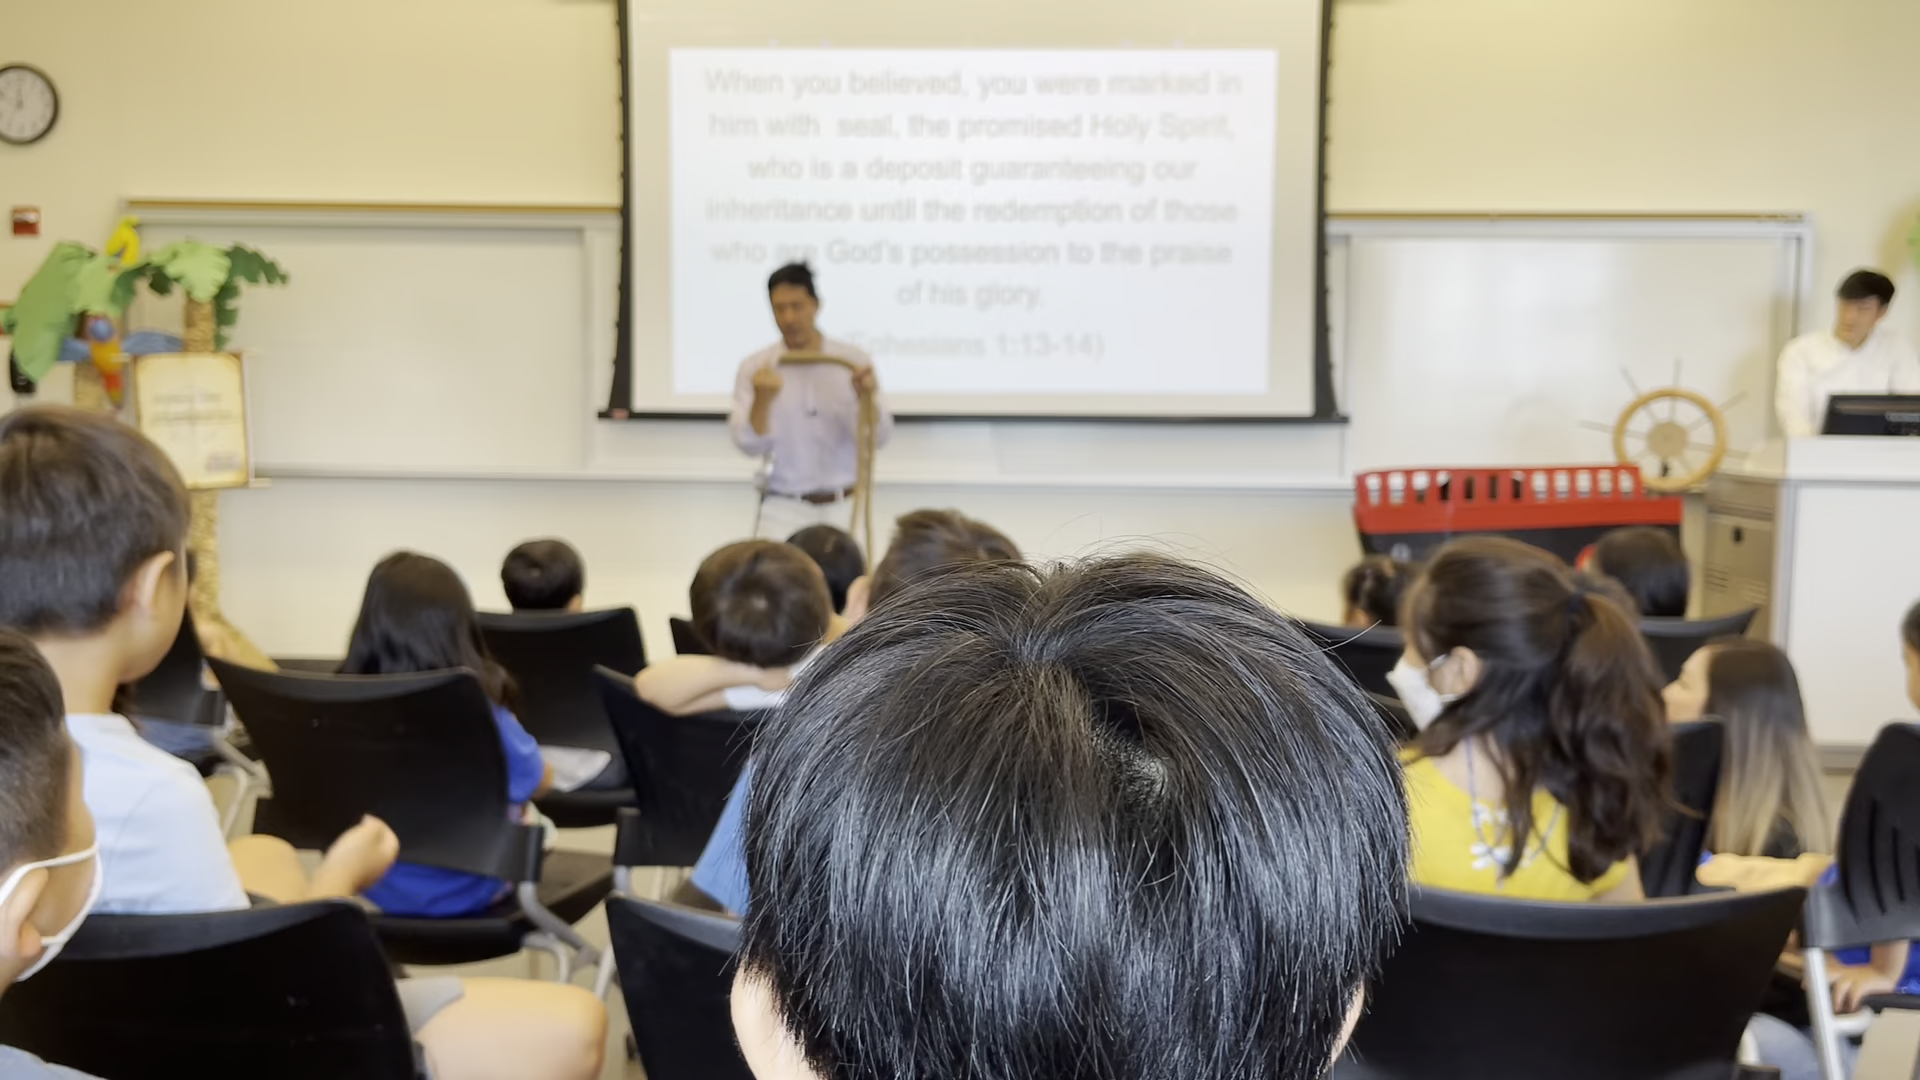 When you believed, you were marked in
him with seal, the promised Holy Spirit,
who is a deposit guaranteeing our
inheritance until the redemption of those
who are God's possession to the praise
of his glory.
Ephesians 1:13-14)